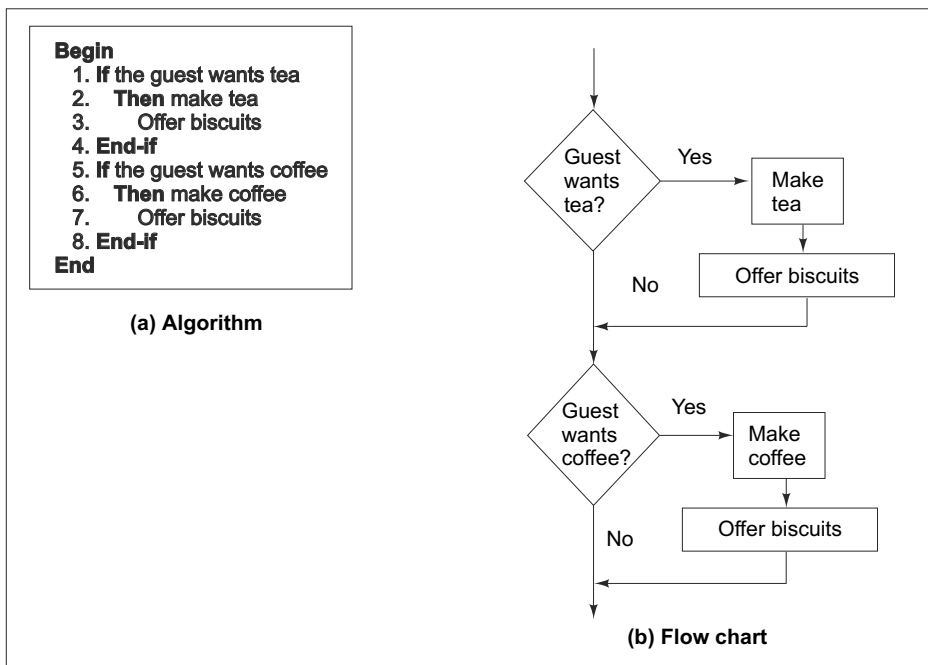 Begin
1. If the guest wants tea
2. Then make tea
3. Offer biscuits
4. End-if
5. If the guest wants coffee
6. Then make coffee
7. Offer biscuits
8. End-if
End
(a) Algorithm
Guest
wants
tea?
Yes
Make
tea
Offer biscuits
No
Guest
wants
coffee?
Yes
Make
coffee
Offer biscuits
No
(b) Flow chart